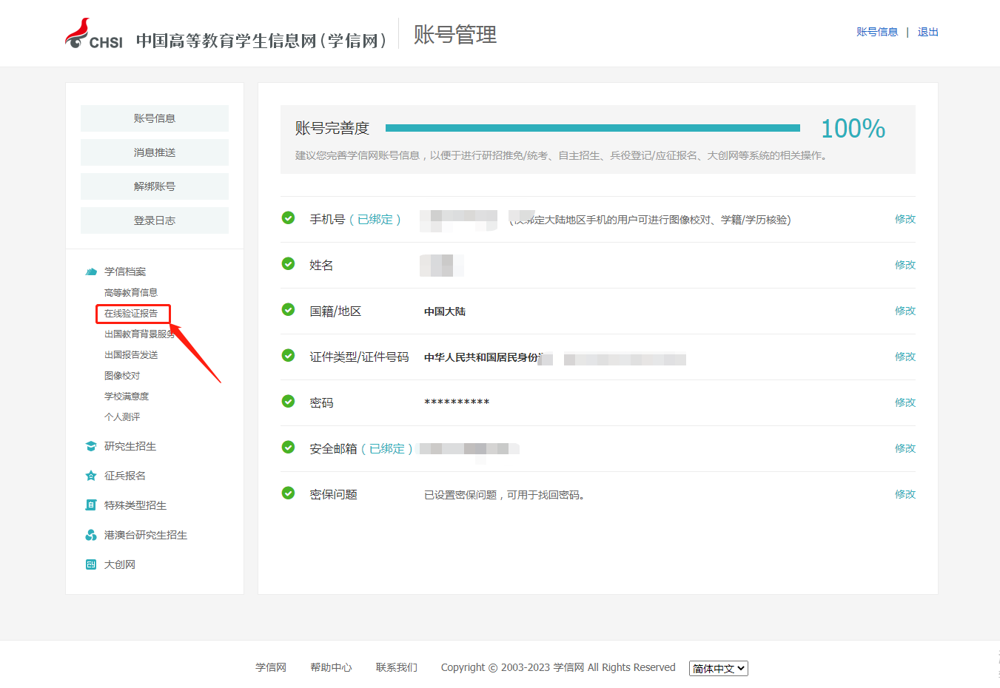 CHSI 中国高等教育学生信息网(学信网) 账号管理 账号信息 | 退出
账号信息
消息推送
解绑账号
登录日志
学信档案
高等教育信息
在线验证报告
出国教育背景服务
出国报告发送
图像校对
学校满意度
个人测评
研究生招生
征兵报名
特殊类型招生
港澳台研究生招生
大创网
账号完善度 100%
建议您完善学信网账号信息，以便于进行研招推免/统考、自主招生、兵役登记/应征报名、大创网等系统的相关操作。
手机号（已绑定） 绑定大陆地区手机的用户可进行图像校对、学籍/学历核验) 修改
姓名 修改
国籍/地区 中国大陆 修改
证件类型/证件号码 中华人民共和国居民身份 修改
密码 ********** 修改
安全邮箱（已绑定） 修改
密保问题 已设置密保问题，可用于找回密码。 修改
学信网 帮助中心 联系我们 Copyright © 2003-2023 学信网 All Rights Reserved 简体中文